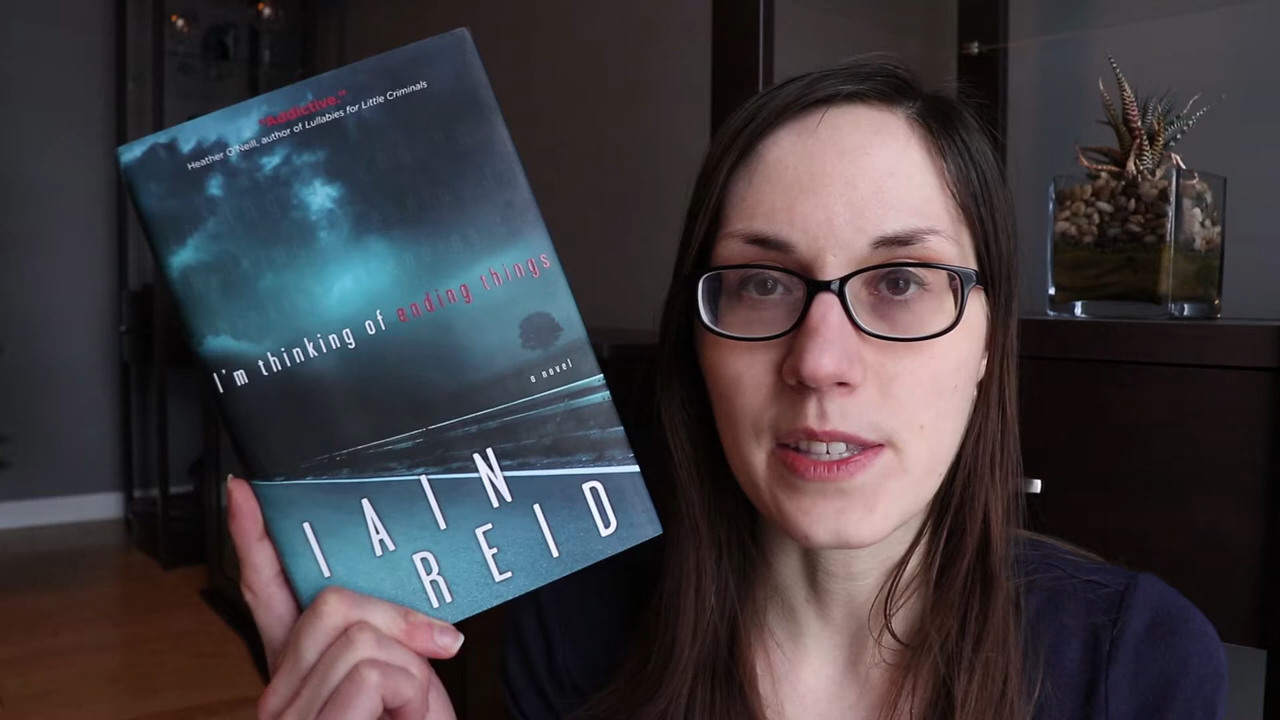 "Addictive."
Heather O'Neill, author of Lullabies for Little Criminals
I'm thinking of ending things
a novel
IAIN
REID